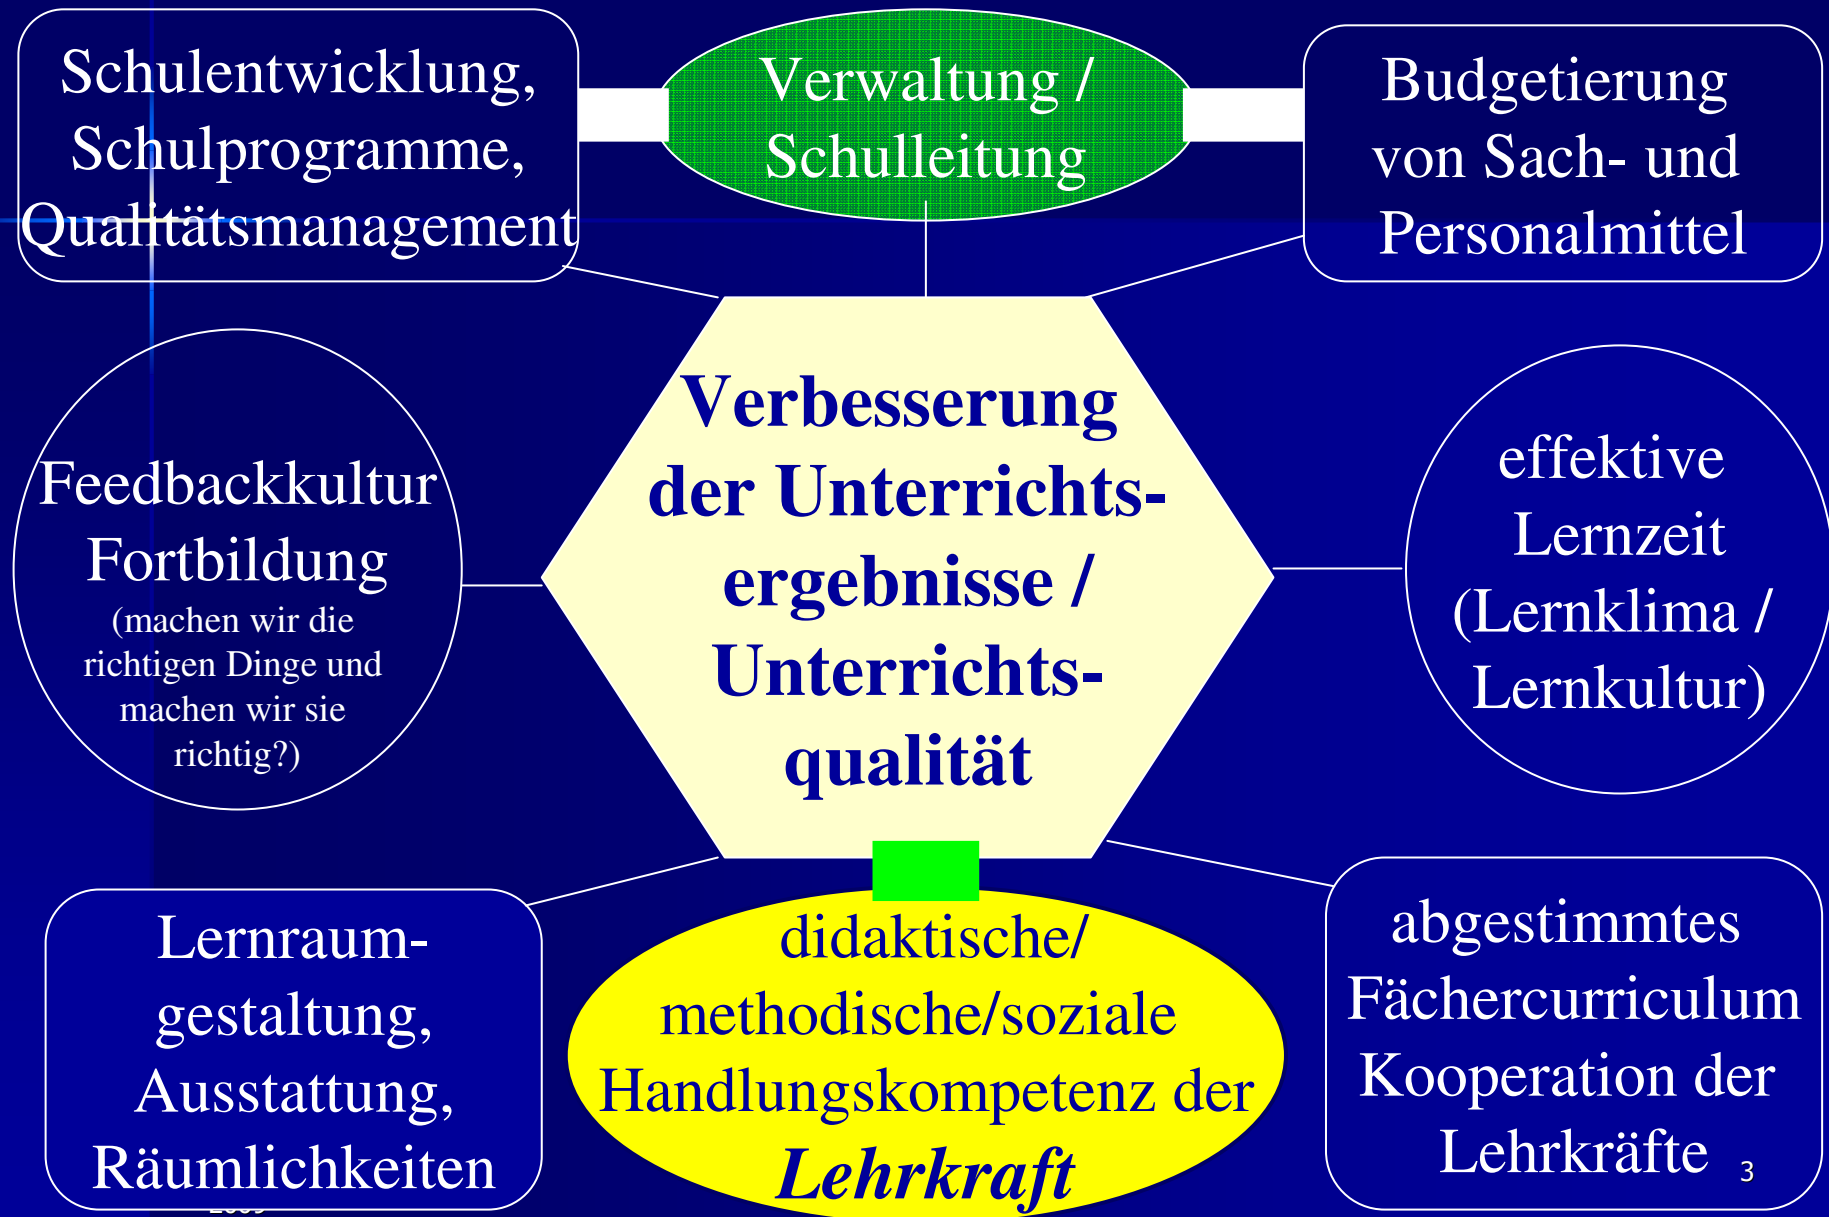 Schulentwicklung,
Schulprogramme,
Qualitätsmanagement
Verwaltung /
Schulleitung
Budgetierung
von Sach- und
Personalmittel
Feedbackkultur
Fortbildung
(machen wir die
richtigen Dinge und
machen wir sie
richtig?)
Verbesserung
der Unterrichts-
ergebnisse /
Unterrichts-
qualität
effektive
Lernzeit
(Lernklima /
Lernkultur)
Lernraum-
gestaltung,
Ausstattung,
Räumlichkeiten
didaktische/
methodische/soziale
Handlungskompetenz der
Lehrkraft
abgestimmtes
Fächercurriculum
Kooperation der
Lehrkräfte
3
2009